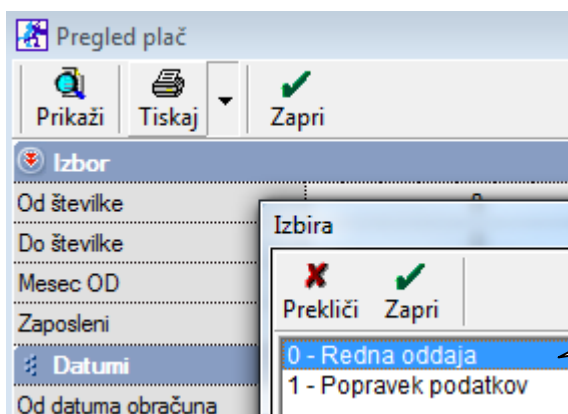 Pregled plač
Prikaži Tiskaj Zapri
Izbor
Od številke
Do številke
Mesec OD
Zaposleni
Datumi
Od datuma obračuna
Izbira
Prekliči Zapri
0 - Redna oddaja
1 - Popravek podatkov